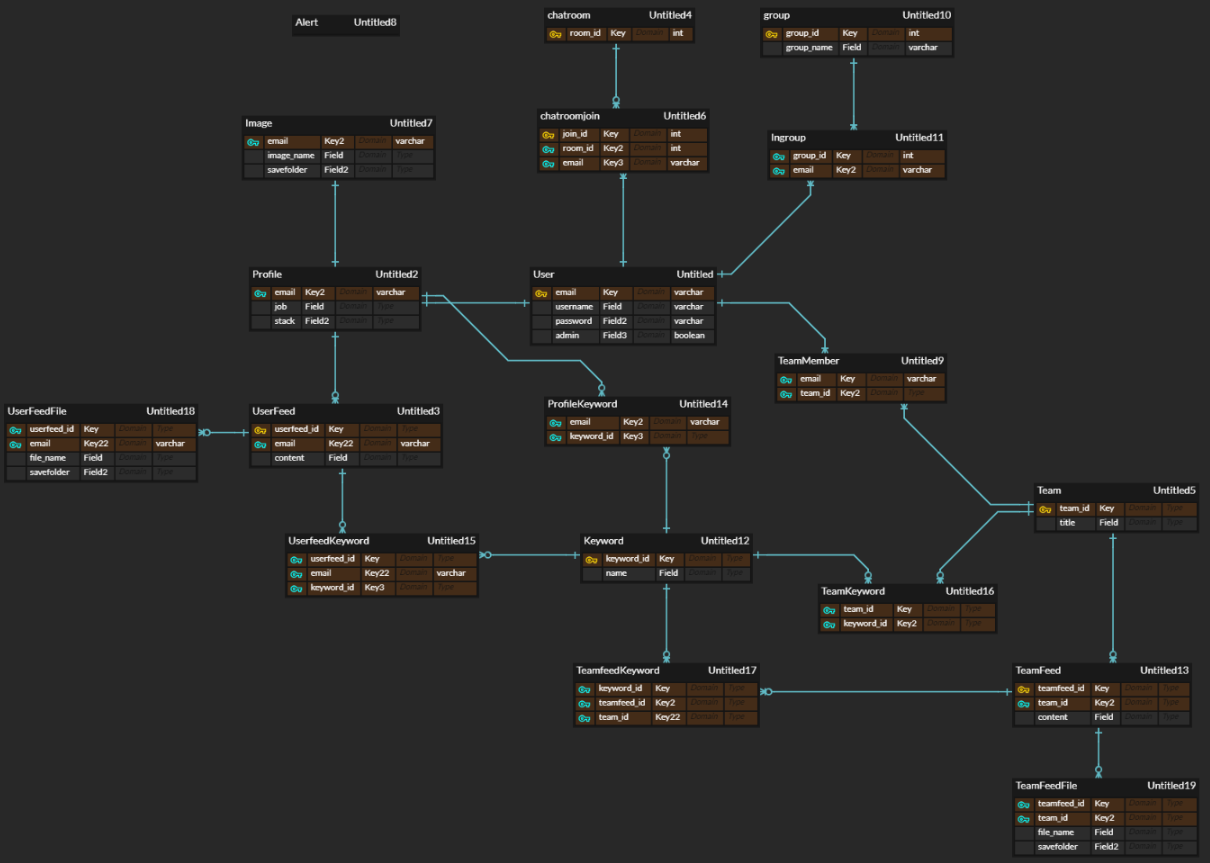 Alert Untitled8
chatroom Untitled4
room_id Key Domain int
group Untitled10
group_id Key Domain int
group_name Field Domain varchar
Image Untitled7
email Key2 Domain varchar
image_name Field Domain Type
savefolder Field2 Domain Type
chatroomjoin Untitled6
join_id Key Domain int
room_id Key2 Domain int
email Key3 Domain varchar
Ingroup Untitled11
group_id Key Domain int
email Key2 Domain varchar
Profile Untitled2
email Key2 Domain varchar
job Field Domain Type
stack Field2 Domain Type
User Untitled
email Key Domain varchar
username Field Domain varchar
password Field2 Domain varchar
admin Field3 Domain boolean
TeamMember Untitled9
email Key Domain varchar
team_id Key2 Domain Type
UserFeedFile Untitled18
userfeed_id Key Domain Type
email Key22 Domain varchar
file_name Field Domain Type
savefolder Field2 Domain Type
UserFeed Untitled3
userfeed_id Key Domain Type
email Key22 Domain varchar
content Field Domain Type
ProfileKeyword Untitled14
email Key2 Domain varchar
keyword_id Key3 Domain Type
Team Untitled5
team_id Key Domain Type
title Field Domain Type
UserfeedKeyword Untitled15
userfeed_id Key Domain Type
email Key22 Domain varchar
keyword_id Key3 Domain Type
Keyword Untitled12
keyword_id Key Domain Type
name Field Domain Type
TeamKeyword Untitled16
team_id Key Domain Type
keyword_id Key2 Domain Type
TeamfeedKeyword Untitled17
keyword_id Key Domain Type
teamfeed_id Key2 Domain Type
team_id Key22 Domain Type
TeamFeed Untitled13
teamfeed_id Key Domain Type
team_id Key2 Domain Type
content Field Domain Type
TeamFeedFile Untitled19
teamfeed_id Key Domain Type
team_id Key2 Domain Type
file_name Field Domain Type
savefolder Field2 Domain Type